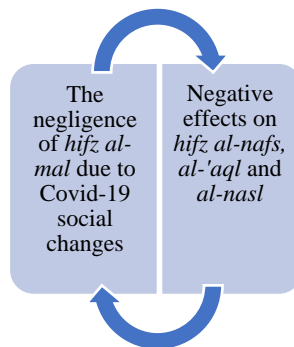 The
negligence
of hifz al-
mal due to
Covid-19
social
changes
Negative
effects on
hifz al-nafs,
al-'aql and
al-nasl